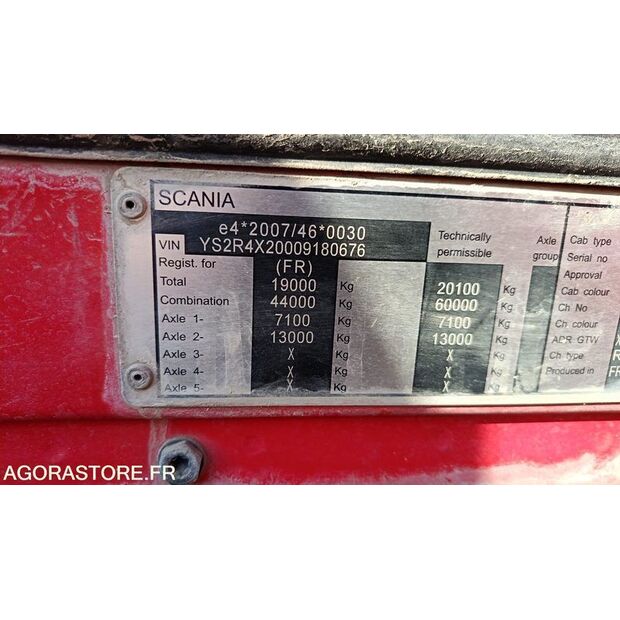 SCANIA
e4*2007/46*0030
VIN YS2R4X20009180676
Regist. for (FR) Technically permissible Axle group
Total 19000 Kg 20100 Kg
Combination 44000 Kg 60000 Kg
Axle 1- 7100 Kg 7100 Kg
Axle 2- 13000 Kg 13000 Kg
Axle 3- X Kg X Kg
Axle 4- X Kg X Kg
Axle 5- X Kg X Kg
Cab type
Serial no
Approval
Cab colour
Ch No
Ch colour
ADR GTW X
Ch type
Produced in FR
AGORASTORE.FR